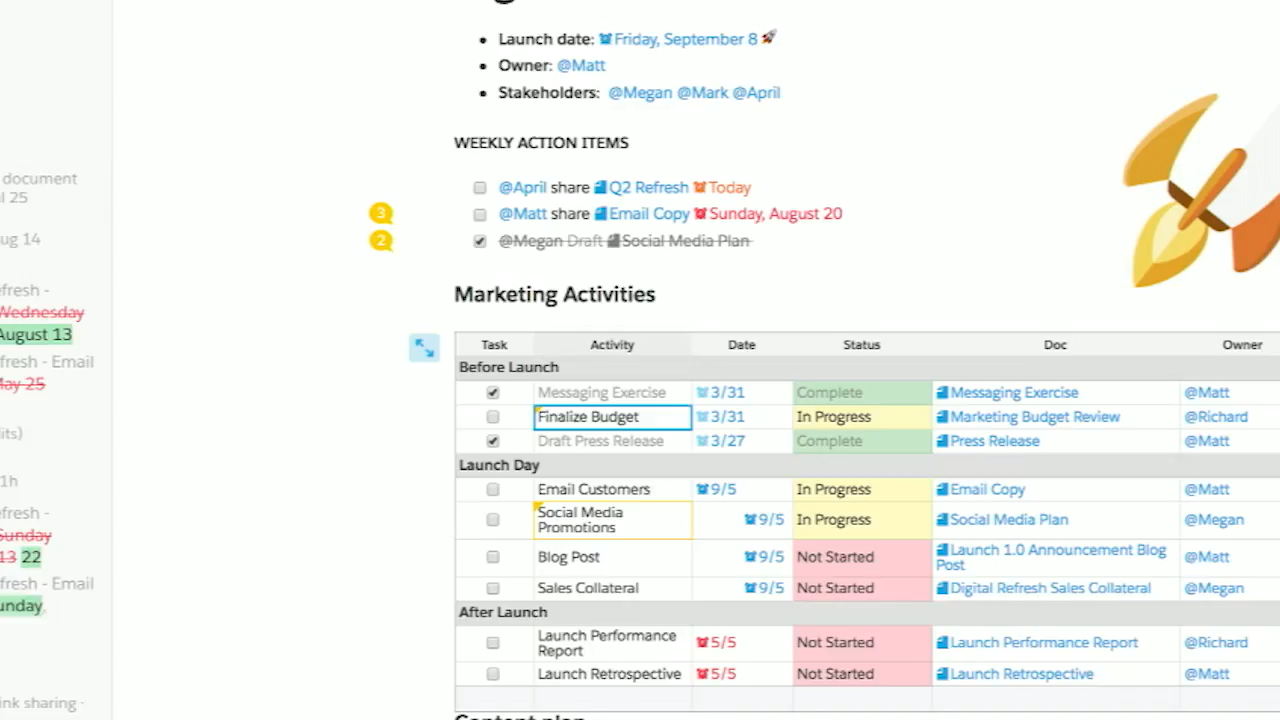 Launch date: Friday, September 8
Owner: @Matt
Stakeholders: @Megan @Mark @April
WEEKLY ACTION ITEMS
@April share Q2 Refresh Today
3
@Matt share Email Copy Sunday, August 20
2
@Megan Draft Social Media Plan
Marketing Activities
Task Activity Date Status Doc Owner
Before Launch
Messaging Exercise 3/31 Complete Messaging Exercise @Matt
Finalize Budget 3/31 In Progress Marketing Budget Review @Richard
Draft Press Release 3/27 Complete Press Release @Matt
Launch Day
Email Customers 9/5 In Progress Email Copy @Matt
Social Media
Promotions 9/5 In Progress Social Media Plan @Megan
Blog Post 9/5 Not Started Launch 1.0 Announcement Blog
Post @Matt
Sales Collateral 9/5 Not Started Digital Refresh Sales Collateral @Megan
After Launch
Launch Performance
Report 5/5 Not Started Launch Performance Report @Richard
Launch Retrospective 5/5 Not Started Launch Retrospective @Matt
document
25
14
- 
Wednesday
August 13
- Email
May 25
1h
-
Sunday
13 22
- Email
sharing ·